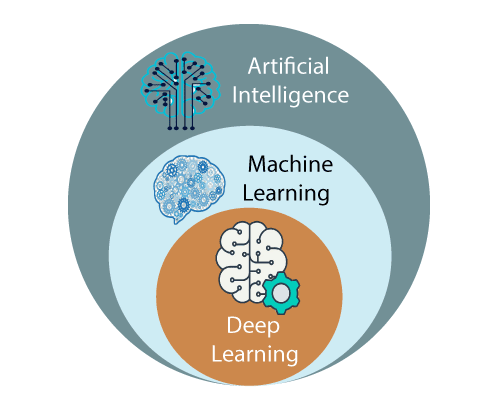 Artificial
Intelligence
Machine
Learning
Deep
Learning